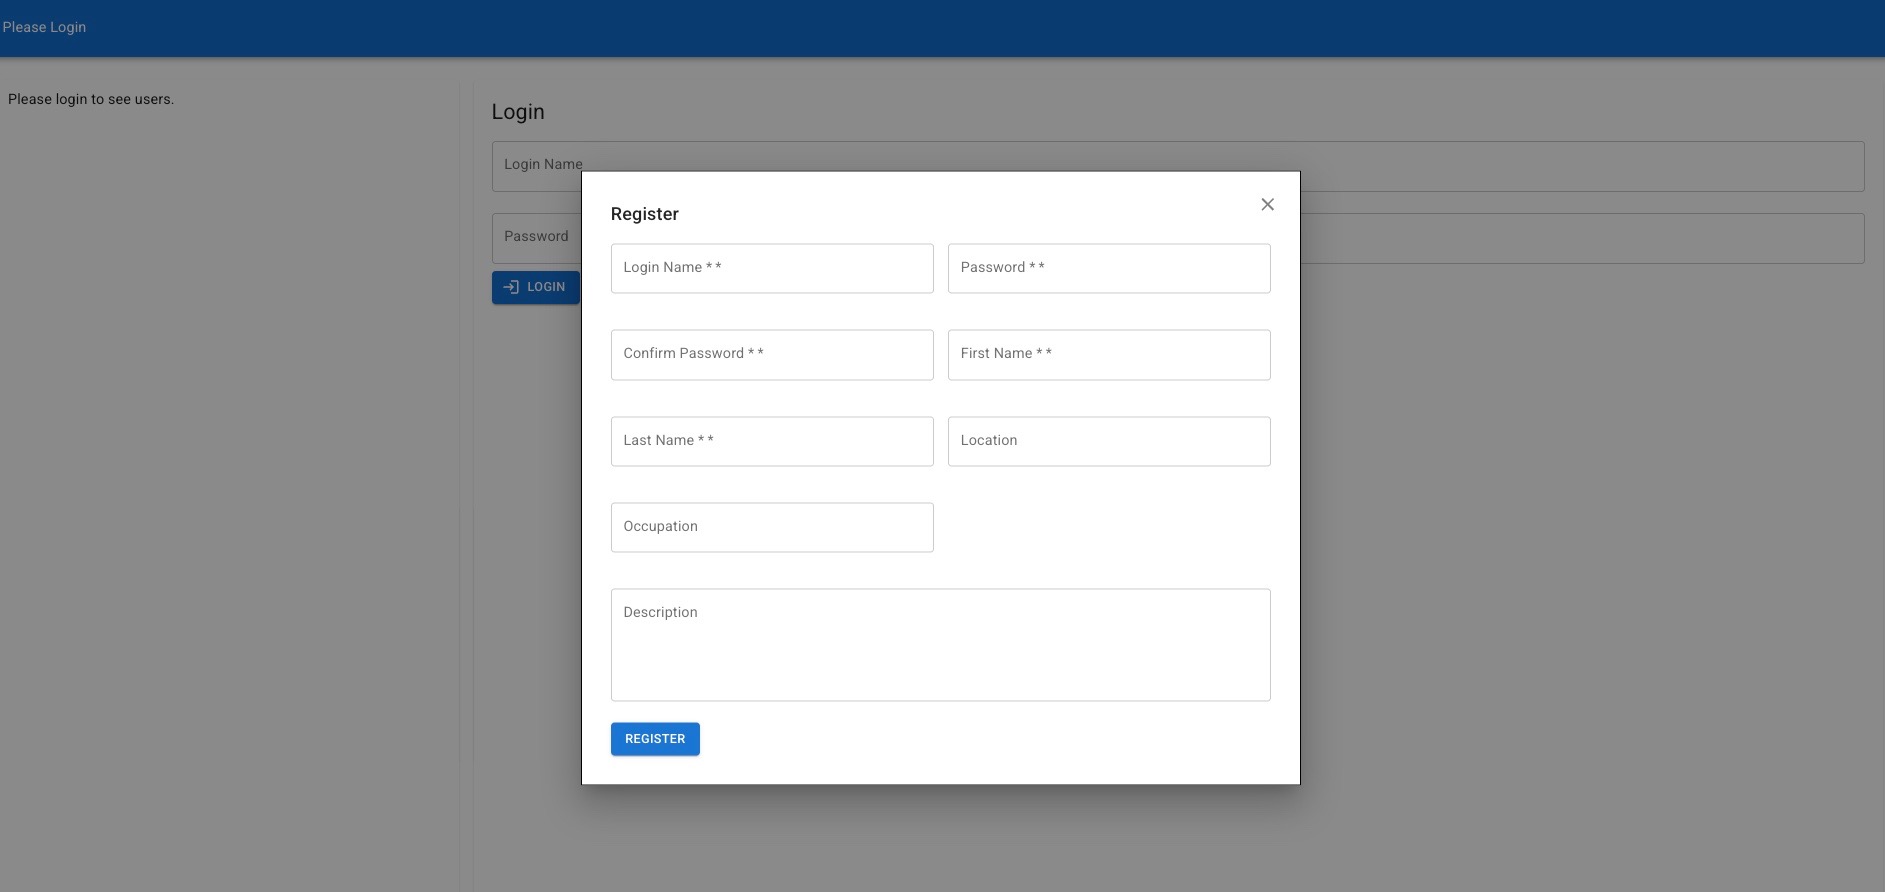 Please Login
Please login to see users.
Login
Login Name
Password
LOGIN
Register
Login Name * *
Password * *
Confirm Password * *
First Name * *
Last Name * *
Location
Occupation
Description
REGISTER